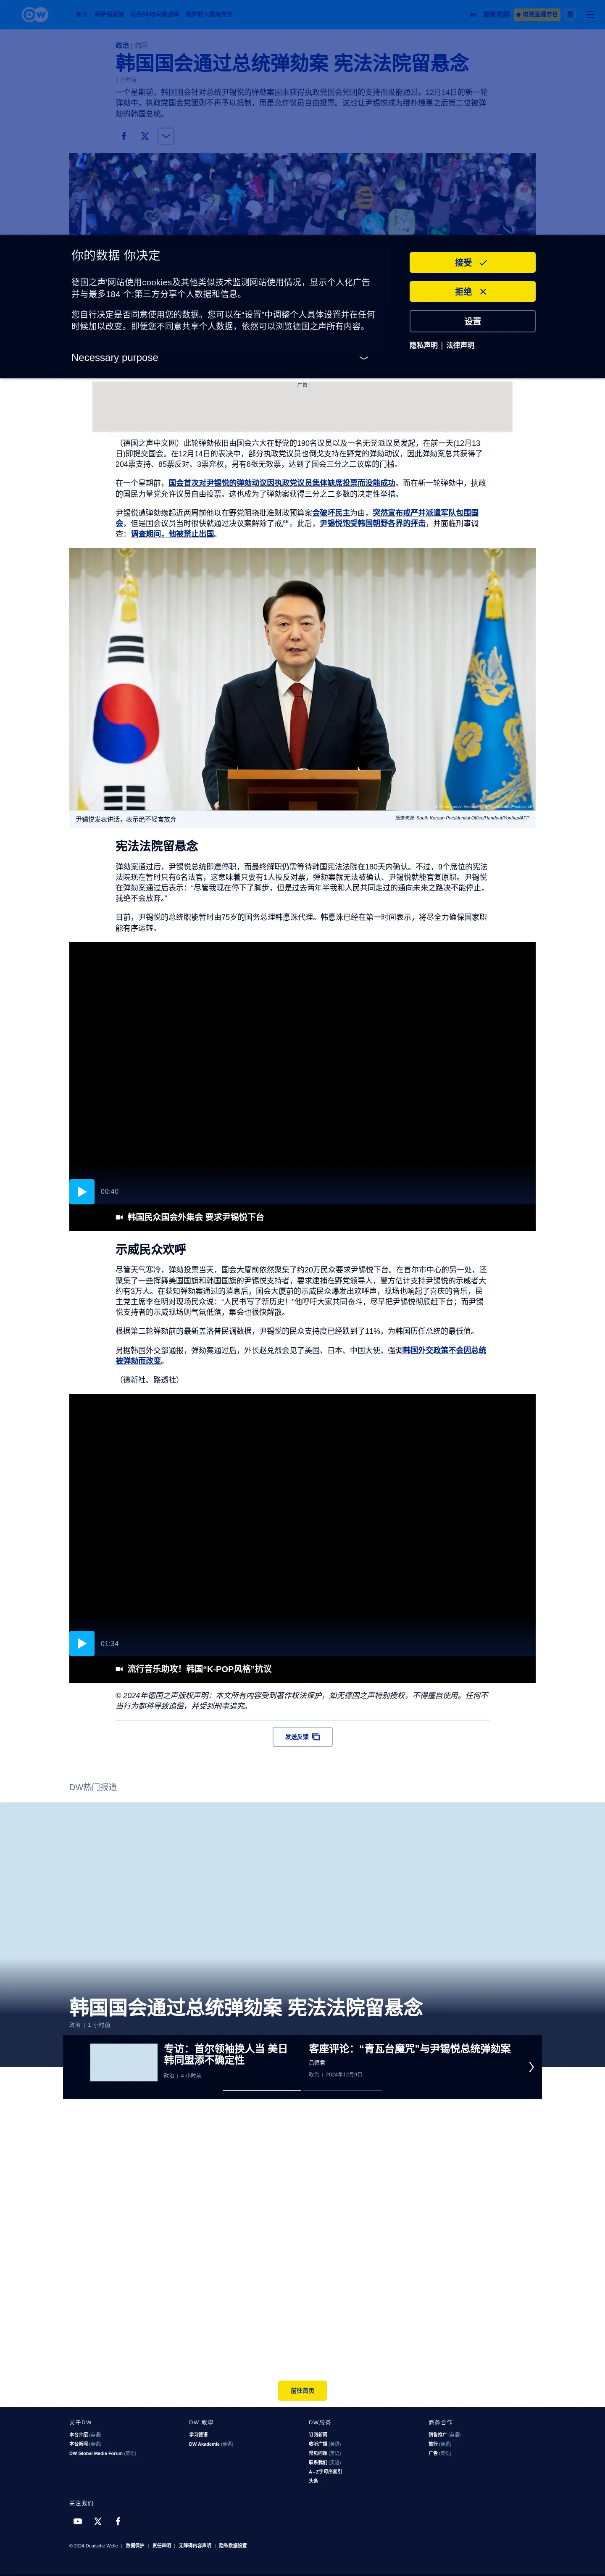 DW
最新视频
电视直播节目
繁
政治 | 韩国
韩国国会通过总统弹劾案 宪法法院留悬念
1 小时前
一个星期前，韩国国会针对总统尹锡悦的弹劾案因未获得执政党国会党团的支持而没能通过。12月14日的新一轮
弹劾中，执政党国会党团则不再予以抵制，而是允许议员自由投票。这也让尹锡悦成为继朴槿惠之后第二位被弹
劾的韩国总统。
你的数据 你决定
德国之声’网站使用cookies及其他类似技术监测网站使用情况，显示个人化广告
并与最多184 个;第三方分享个人数据和信息。
您自行决定是否同意使用您的数据。您可以在“设置”中调整个人具体设置并在任何
时候加以改变。即便您不同意共享个人数据，依然可以浏览德国之声所有内容。
Necessary purpose
接受
拒绝
设置
隐私声明 | 法律声明
广告
（德国之声中文网）此轮弹劾依旧由国会六大在野党的190名议员以及一名无党派议员发起，在前一天(12月13
日)即提交国会。在12月14日的表决中，部分执政党议员也倒戈支持在野党的弹劾动议，因此弹劾案总共获得了
204票支持、85票反对、3票弃权，另有8张无效票，达到了国会三分之二议席的门槛。
在一个星期前，国会首次对尹锡悦的弹劾动议因执政党议员集体缺席投票而没能成功。而在新一轮弹劾中，执政
的国民力量党允许议员自由投票。这也成为了弹劾案获得三分之二多数的决定性举措。
尹锡悦遭弹劾缘起近两周前他以在野党阻挠批准财政预算案会破坏民主为由，突然宣布戒严并派遣军队包围国
会，但是国会议员当时很快就通过决议案解除了戒严。此后，尹锡悦饱受韩国朝野各界的抨击，并面临刑事调
查：调查期间，他被禁止出国。
尹锡悦发表讲话，表示绝不轻言放弃
图像来源: South Korean Presidential Office/Handout/Yonhap/AFP
宪法法院留悬念
弹劾案通过后，尹锡悦总统即遭停职，而最终解职仍需等待韩国宪法法院在180天内确认。不过，9个席位的宪法
法院现在暂时只有6名法官，这意味着只要有1人投反对票，弹劾案就无法被确认、尹锡悦就能官复原职。尹锡悦
在弹劾案通过后表示：“尽管我现在停下了脚步，但是过去两年半我和人民共同走过的通向未来之路决不能停止，
我绝不会放弃。”
目前，尹锡悦的总统职能暂时由75岁的国务总理韩悳洙代理。韩悳洙已经在第一时间表示，将尽全力确保国家职
能有序运转。
00:40
韩国民众国会外集会 要求尹锡悦下台
示威民众欢呼
尽管天气寒冷，弹劾投票当天，国会大厦前依然聚集了约20万民众要求尹锡悦下台。在首尔市中心的另一处，还
聚集了一些挥舞美国国旗和韩国国旗的尹锡悦支持者，要求逮捕在野党领导人，警方估计支持尹锡悦的示威者大
约有3万人。在获知弹劾案通过的消息后，国会大厦前的示威民众爆发出欢呼声，现场也响起了喜庆的音乐，民
主党主席李在明对现场民众说：“人民书写了新历史！”他呼吁大家共同奋斗，尽早把尹锡悦彻底赶下台；而尹锡
悦支持者的示威现场则气氛低落，集会也很快解散。
根据第二轮弹劾前的最新盖洛普民调数据，尹锡悦的民众支持度已经跌到了11%，为韩国历任总统的最低值。
另据韩国外交部通报，弹劾案通过后，外长赵兑烈会见了美国、日本、中国大使，强调韩国外交政策不会因总统
被弹劾而改变。
（德新社、路透社）
01:34
流行音乐助攻！韩国“K-POP风格”抗议
© 2024年德国之声版权声明：本文所有内容受到著作权法保护，如无德国之声特别授权，不得擅自使用。任何不
当行为都将导致追偿，并受到刑事追究。
发送反馈
DW热门报道
韩国国会通过总统弹劾案 宪法法院留悬念
政治 | 1 小时前
专访：首尔领袖换人当 美日
韩同盟添不确定性
政治 | 4 小时前
客座评论：“青瓦台魔咒”与尹锡悦总统弹劾案
吕恒君
政治 | 2024年12月9日
前往首页
关于DW
本台介绍 (英语)
本台新闻 (英语)
DW Global Media Forum (英语)
DW 教學
学习德语
DW Akademie (英语)
DW服务
订阅新闻
收听广播 (英语)
常见问题 (英语)
联系我们 (英语)
A - Z字母序索引
头条
商务合作
销售推广 (英语)
旅行 (英语)
广告 (英语)
关注我们
© 2024 Deutsche Welle | 数据保护 | 责任声明 | 无障碍内容声明 | 隐私数据设置